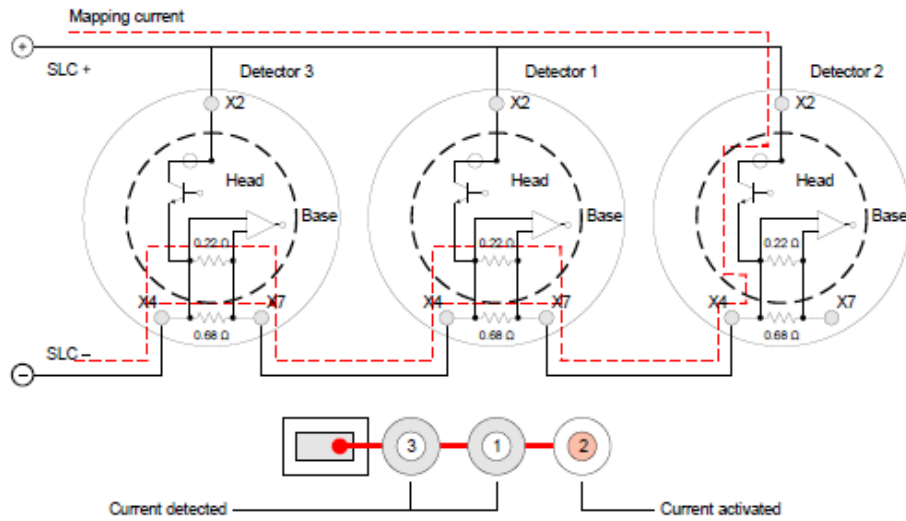 Mapping current
+
SLC +
Detector 3
Detector 1
Detector 2
X2
X2
X2
Head
Head
Head
Base
Base
Base
0.22 Ω
0.22 Ω
0.22 Ω
X4
X7
X4
X7
X4
X7
0.68 Ω
0.68 Ω
0.68 Ω
SLC –
−
3
1
2
Current detected
Current activated